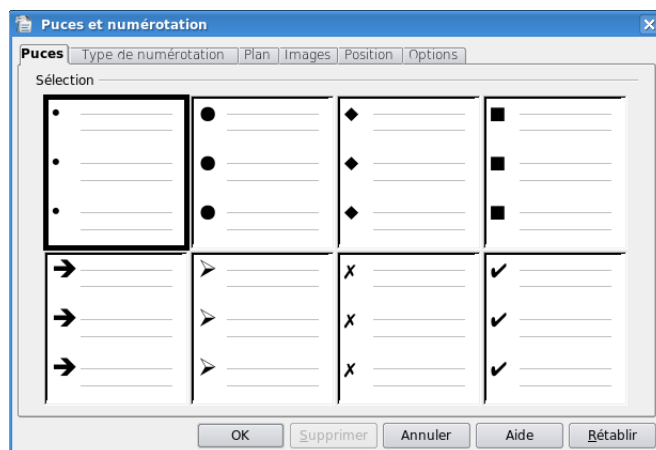 Puces et numérotation
Puces Type de numérotation Plan Images Position Options
Sélection
OK Supprimer Annuler Aide Rétablir